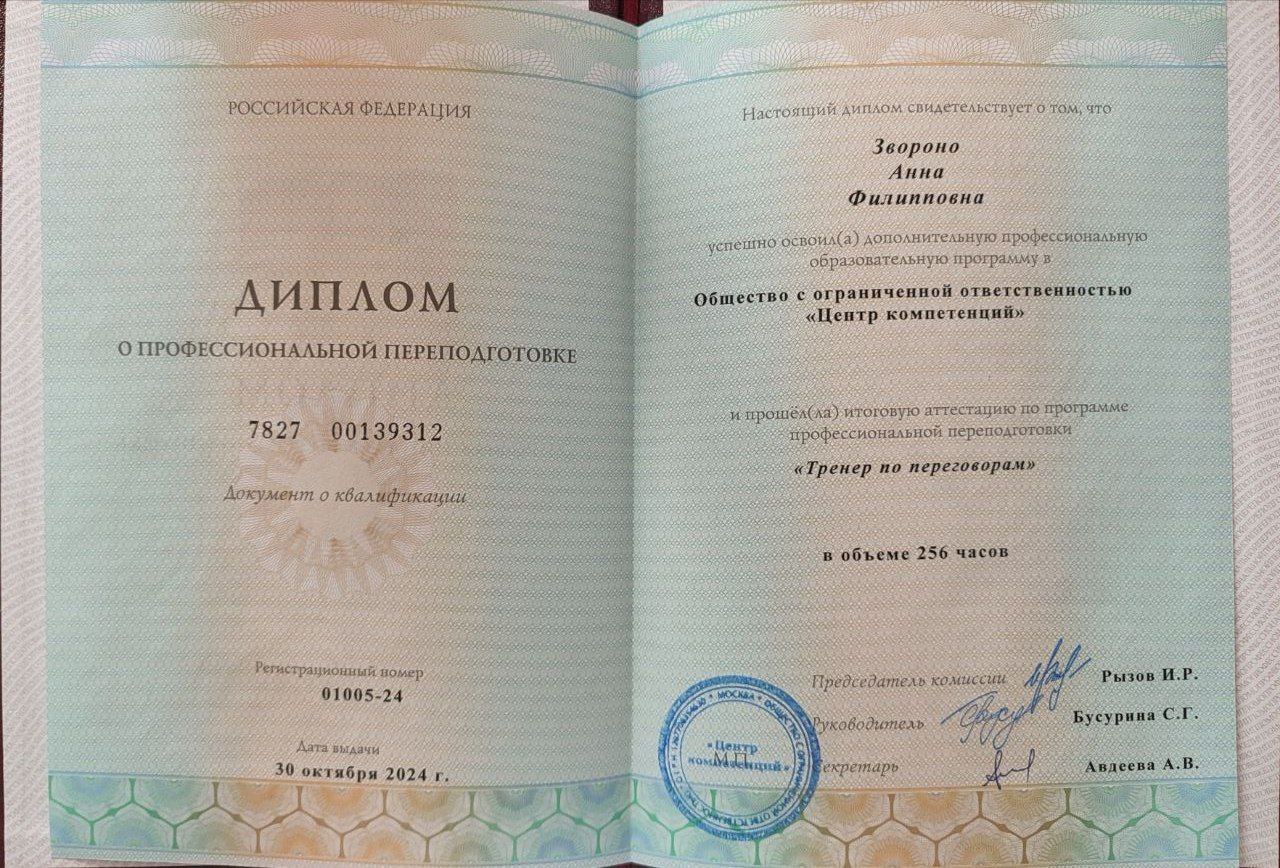 РОССИЙСКАЯ ФЕДЕРАЦИЯ
ДИПЛОМ
О ПРОФЕССИОНАЛЬНОЙ ПЕРЕПОДГОТОВКЕ
7827 00139312
Документ о квалификации
Регистрационный номер
01005-24
Дата выдачи
30 октября 2024 г.
Настоящий диплом свидетельствует о том, что
Звороно
Анна
Филипповна
успешно освоил(а) дополнительную профессиональную
образовательную программу в
Общество с ограниченной ответственностью
«Центр компетенций»
и прошёл(ла) итоговую аттестацию по программе
профессиональной переподготовки
«Тренер по переговорам»
в объеме 256 часов
Председатель комиссии Рызов И.Р.
Руководитель Бусурина С.Г.
Секретарь Авдеева А.В.
М.П.
МОСКВА * ОБЩЕСТВО С ОГРАНИЧЕННОЙ ОТВЕТСТВЕННОСТЬЮ
«Центр
компетенций»